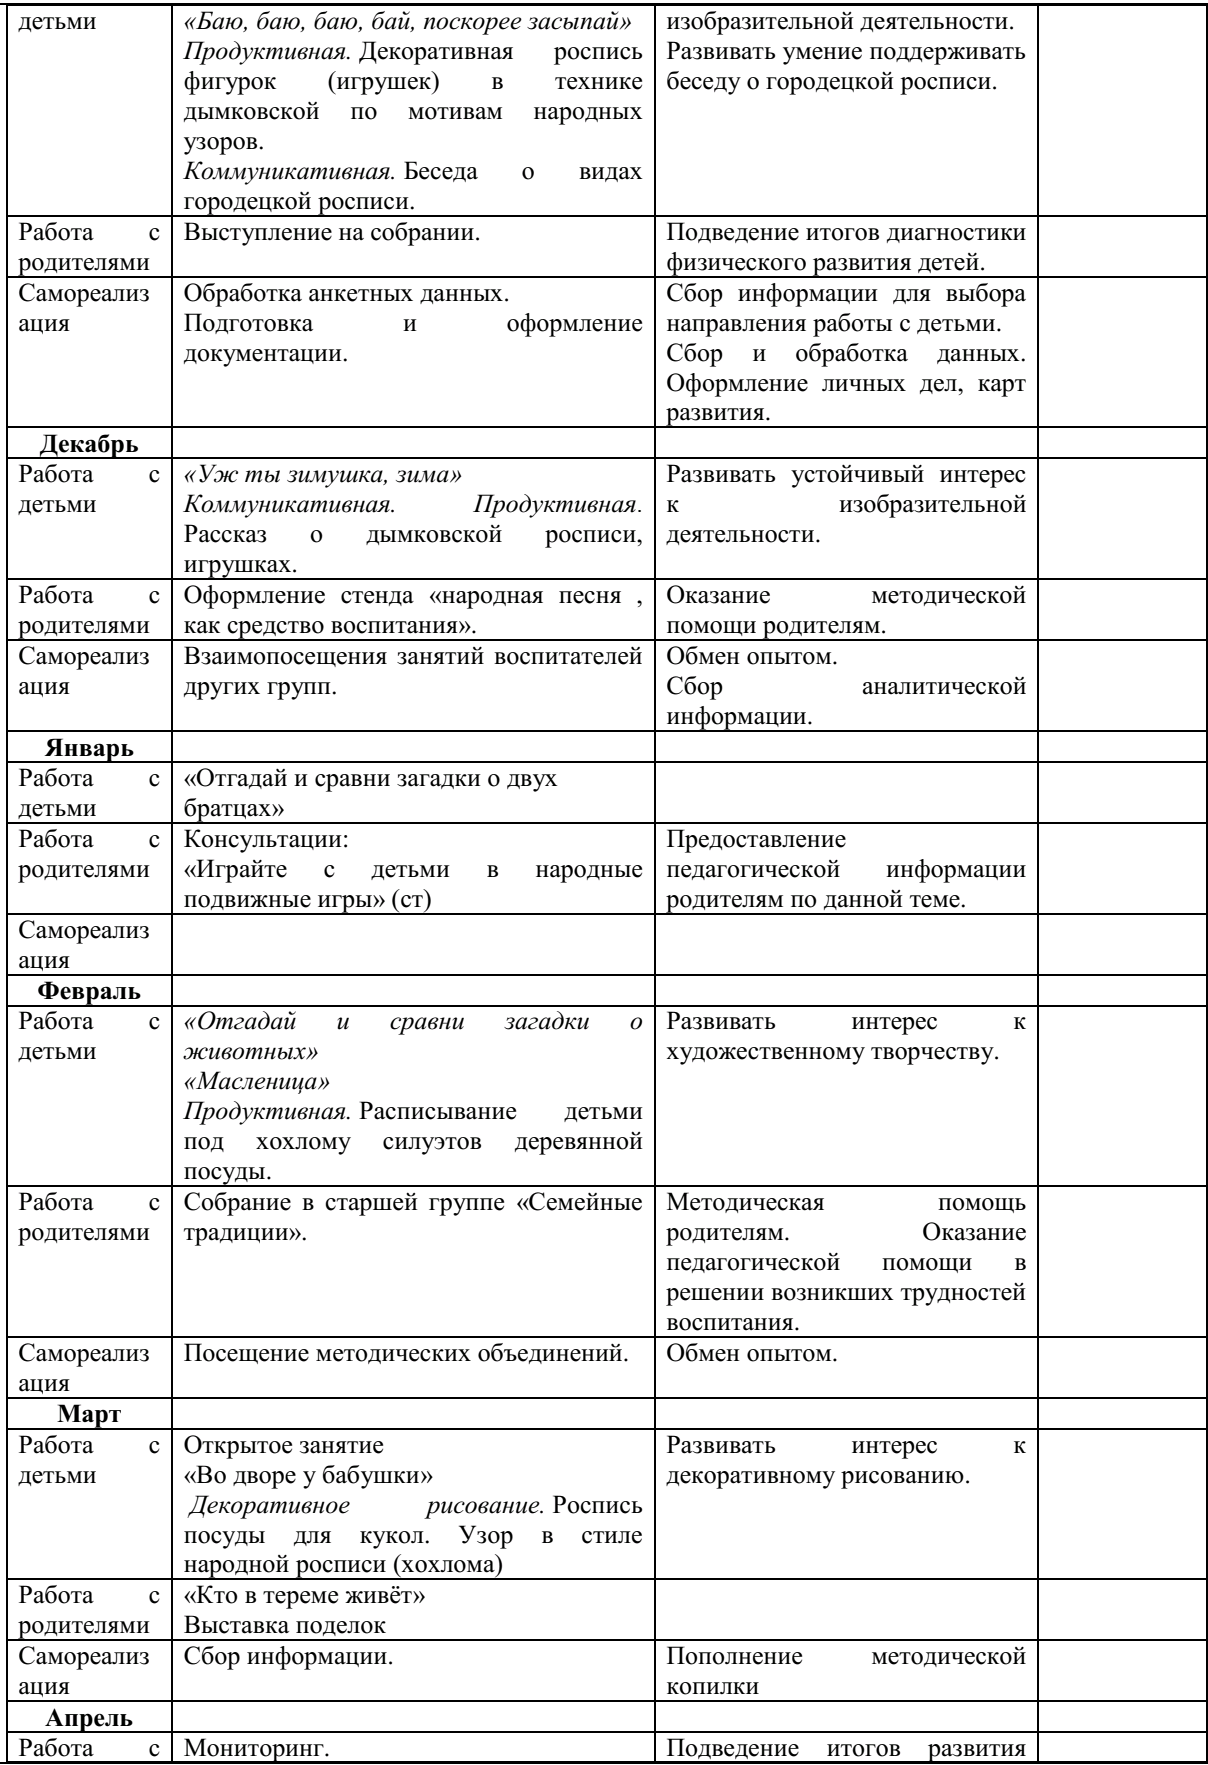 детьми
«Баю, баю, баю, бай, поскорее засыпай»
Продуктивная. Декоративная роспись
фигурок (игрушек) в технике
дымковской по мотивам народных
узоров.
Коммуникативная. Беседа о видах
городецкой росписи.
изобразительной деятельности.
Развивать умение поддерживать
беседу о городецкой росписи.
Работа с
родителями
Выступление на собрании.
Подведение итогов диагностики
физического развития детей.
Самореализ
ация
Обработка анкетных данных.
Подготовка и оформление
документации.
Сбор информации для выбора
направления работы с детьми.
Сбор и обработка данных.
Оформление личных дел, карт
развития.
Декабрь
Работа с
детьми
«Уж ты зимушка, зима»
Коммуникативная. Продуктивная.
Рассказ о дымковской росписи,
игрушках.
Развивать устойчивый интерес
к изобразительной
деятельности.
Работа с
родителями
Оформление стенда «народная песня ,
как средство воспитания».
Оказание методической
помощи родителям.
Самореализ
ация
Взаимопосещения занятий воспитателей
других групп.
Обмен опытом.
Сбор аналитической
информации.
Январь
Работа с
детьми
«Отгадай и сравни загадки о двух
братцах»
Работа с
родителями
Консультации:
«Играйте с детьми в народные
подвижные игры» (ст)
Предоставление
педагогической информации
родителям по данной теме.
Самореализ
ация
Февраль
Работа с
детьми
«Отгадай и сравни загадки о
животных»
«Масленица»
Продуктивная. Расписывание детьми
под хохлому силуэтов деревянной
посуды.
Развивать интерес к
художественному творчеству.
Работа с
родителями
Собрание в старшей группе «Семейные
традиции».
Методическая помощь
родителям. Оказание
педагогической помощи в
решении возникших трудностей
воспитания.
Самореализ
ация
Посещение методических объединений.
Обмен опытом.
Март
Работа с
детьми
Открытое занятие
«Во дворе у бабушки»
Декоративное рисование. Роспись
посуды для кукол. Узор в стиле
народной росписи (хохлома)
Развивать интерес к
декоративному рисованию.
Работа с
родителями
«Кто в тереме живёт»
Выставка поделок
Самореализ
ация
Сбор информации.
Пополнение методической
копилки
Апрель
Работа с
Мониторинг.
Подведение итогов развития